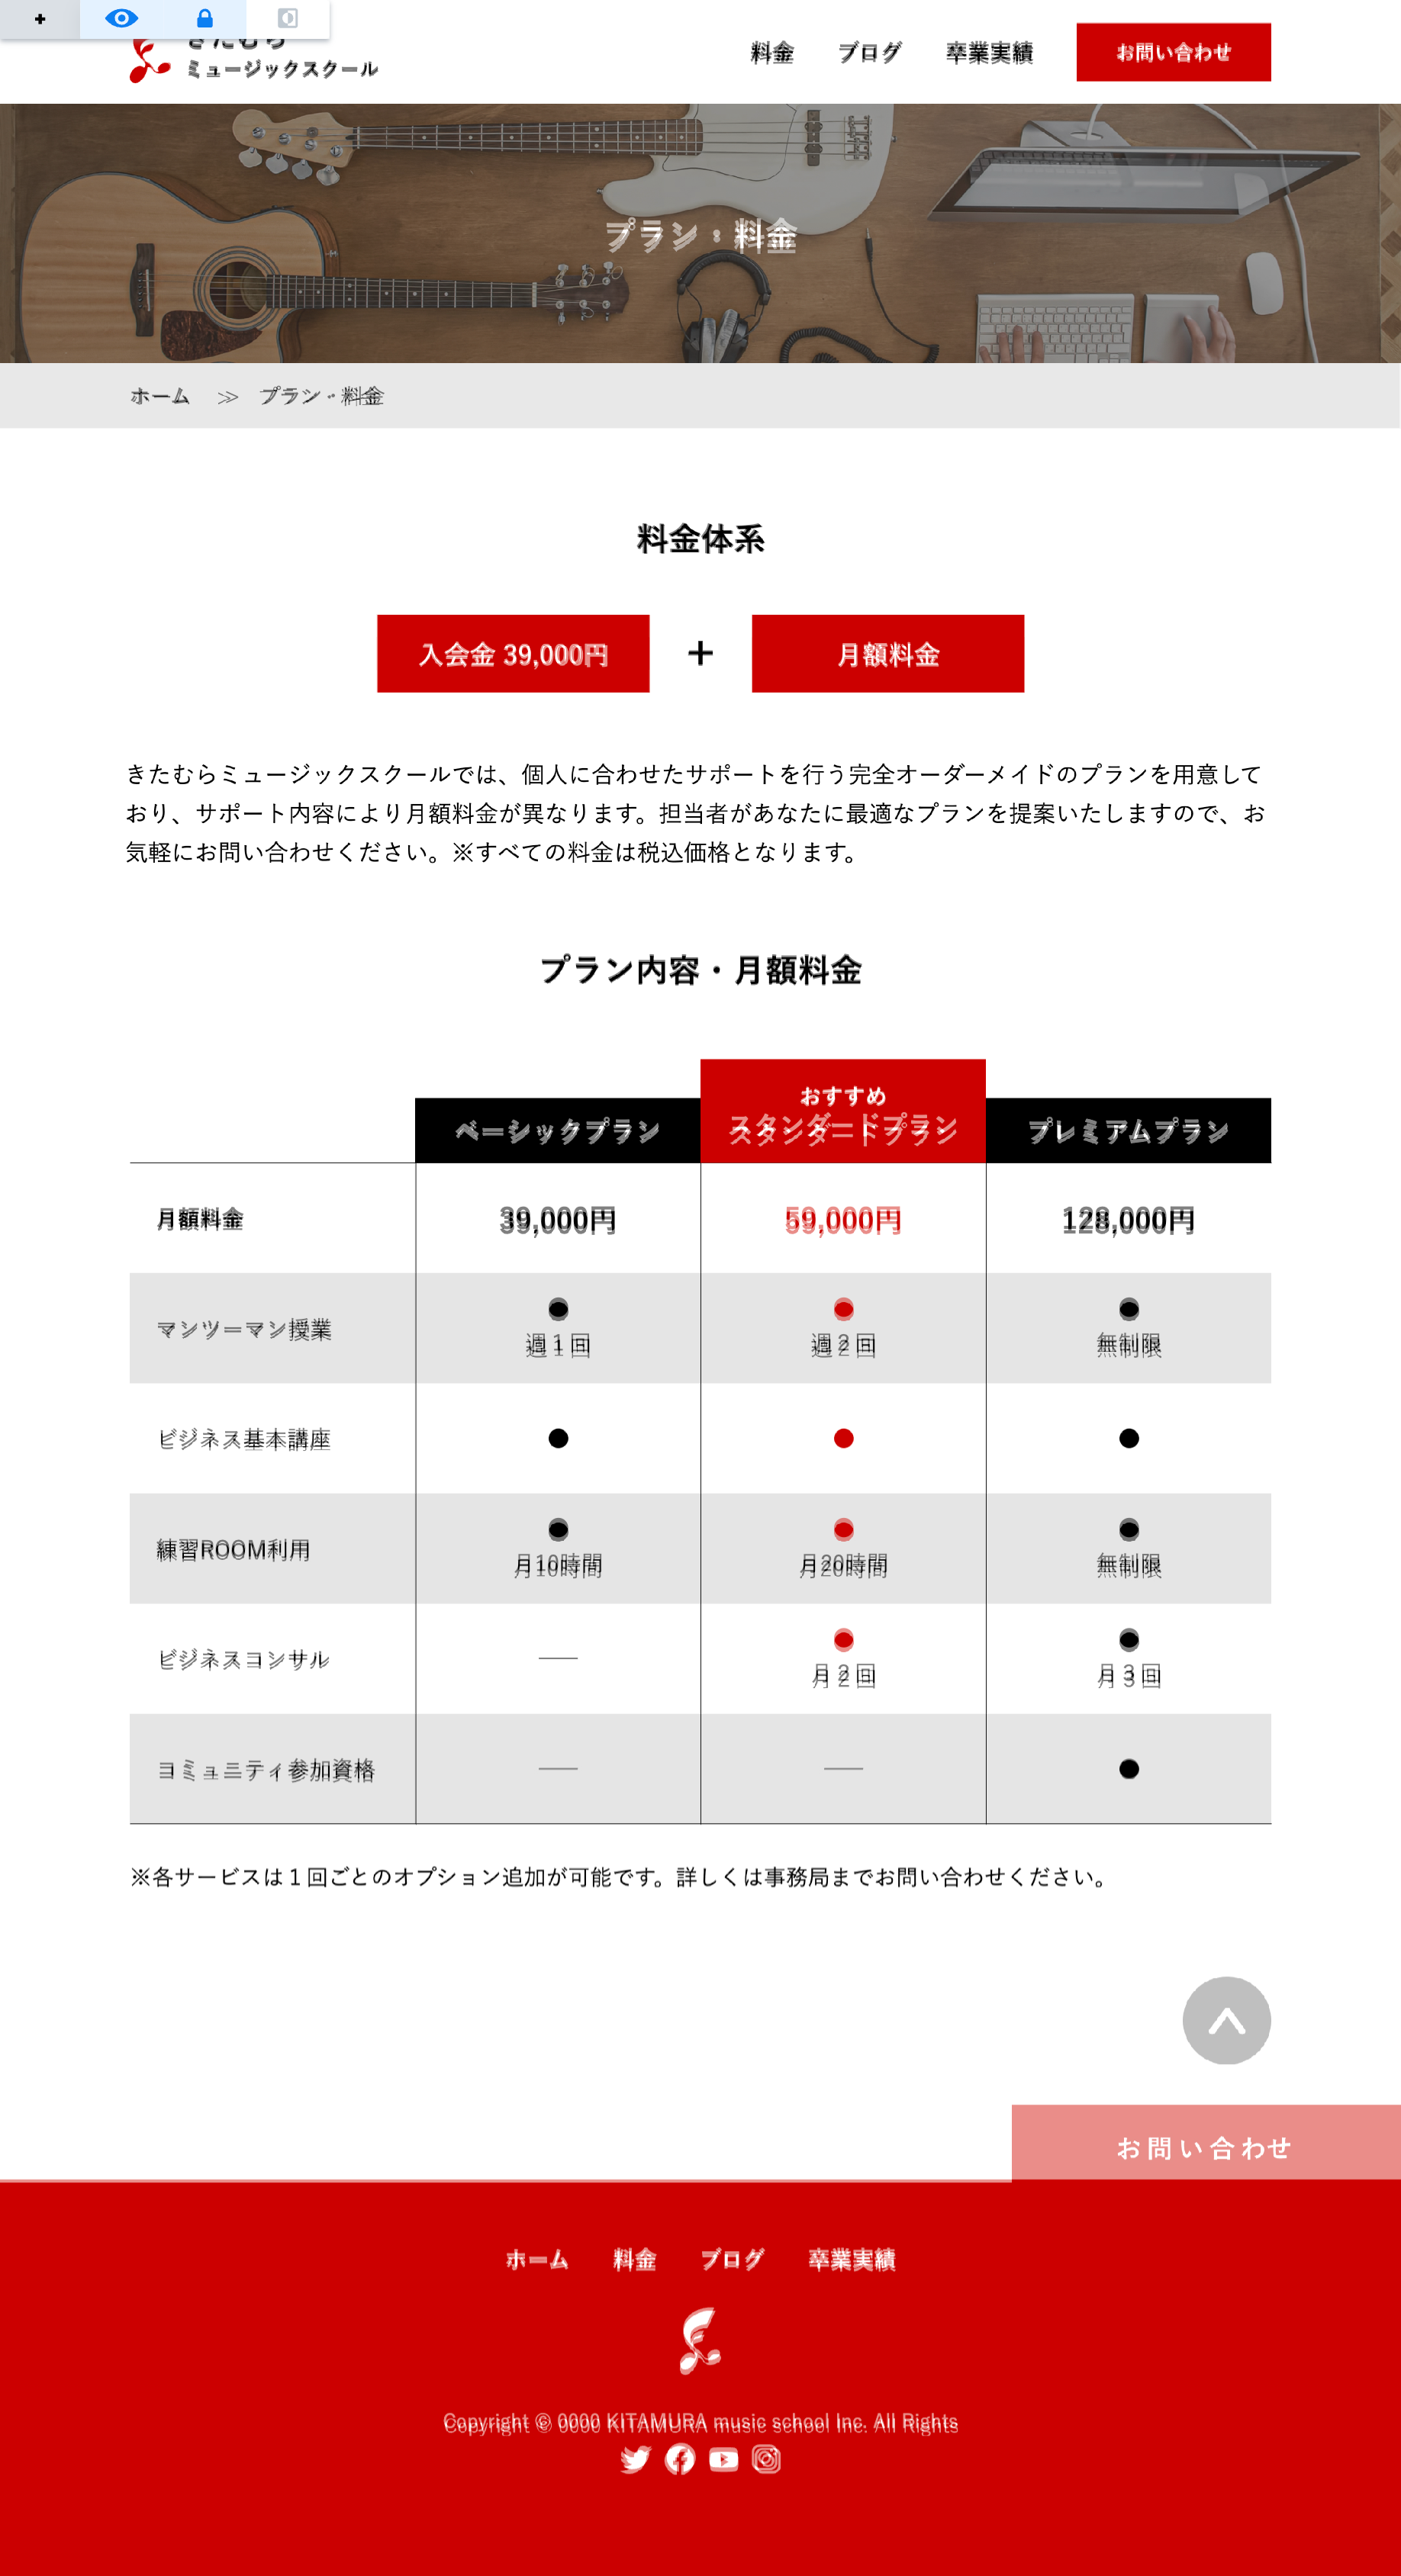 きたむら
ミュージックスクール
料金 ブログ 卒業実績 お問い合わせ
プラン・料金
ホーム ≫ プラン・料金
料金体系
入会金 39,000円 + 月額料金
きたむらミュージックスクールでは、個人に合わせたサポートを行う完全オーダーメイドのプランを用意して
おり、サポート内容により月額料金が異なります。担当者があなたに最適なプランを提案いたしますので、お
気軽にお問い合わせください。※すべての料金は税込価格となります。
プラン内容・月額料金
おすすめ
ベーシックプラン スタンダードプラン プレミアムプラン
月額料金 39,000円 59,000円 128,000円
マンツーマン授業 ● 週1回 ● 週2回 ● 無制限
ビジネス基本講座 ● ● ●
練習ROOM利用 ● 月10時間 ● 月20時間 ● 無制限
ビジネスコンサル — ● 月2回 ● 月3回
コミュニティ参加資格 — — ●
※各サービスは1回ごとのオプション追加が可能です。詳しくは事務局までお問い合わせください。
お問い合わせ
ホーム 料金 ブログ 卒業実績
Copyright © 0000 KITAMURA music school Inc. All Rights